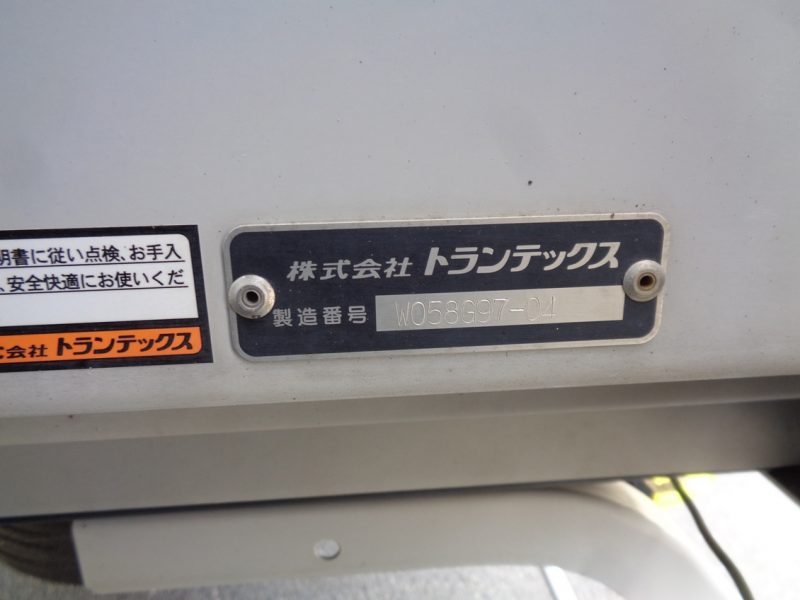 明書に従い点検、お手入
、安全快適にお使いくだ
会社 トランテックス
株式会社 トランテックス
製造番号 W058G97-04